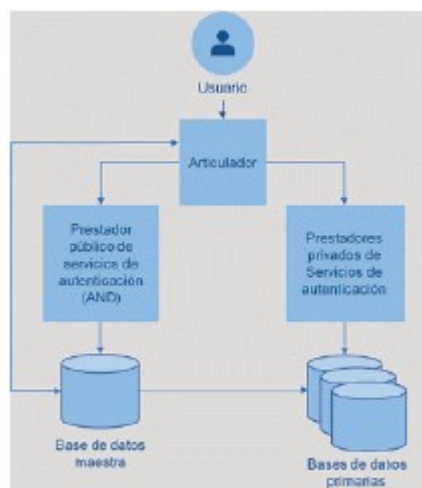 Usuario
Articulador
Prestador
público de
servicios de
autenticación
(AND)
Prestadores
privados de
Servicios de
autenticación
Base de datos
maestra
Bases de datos
primarias